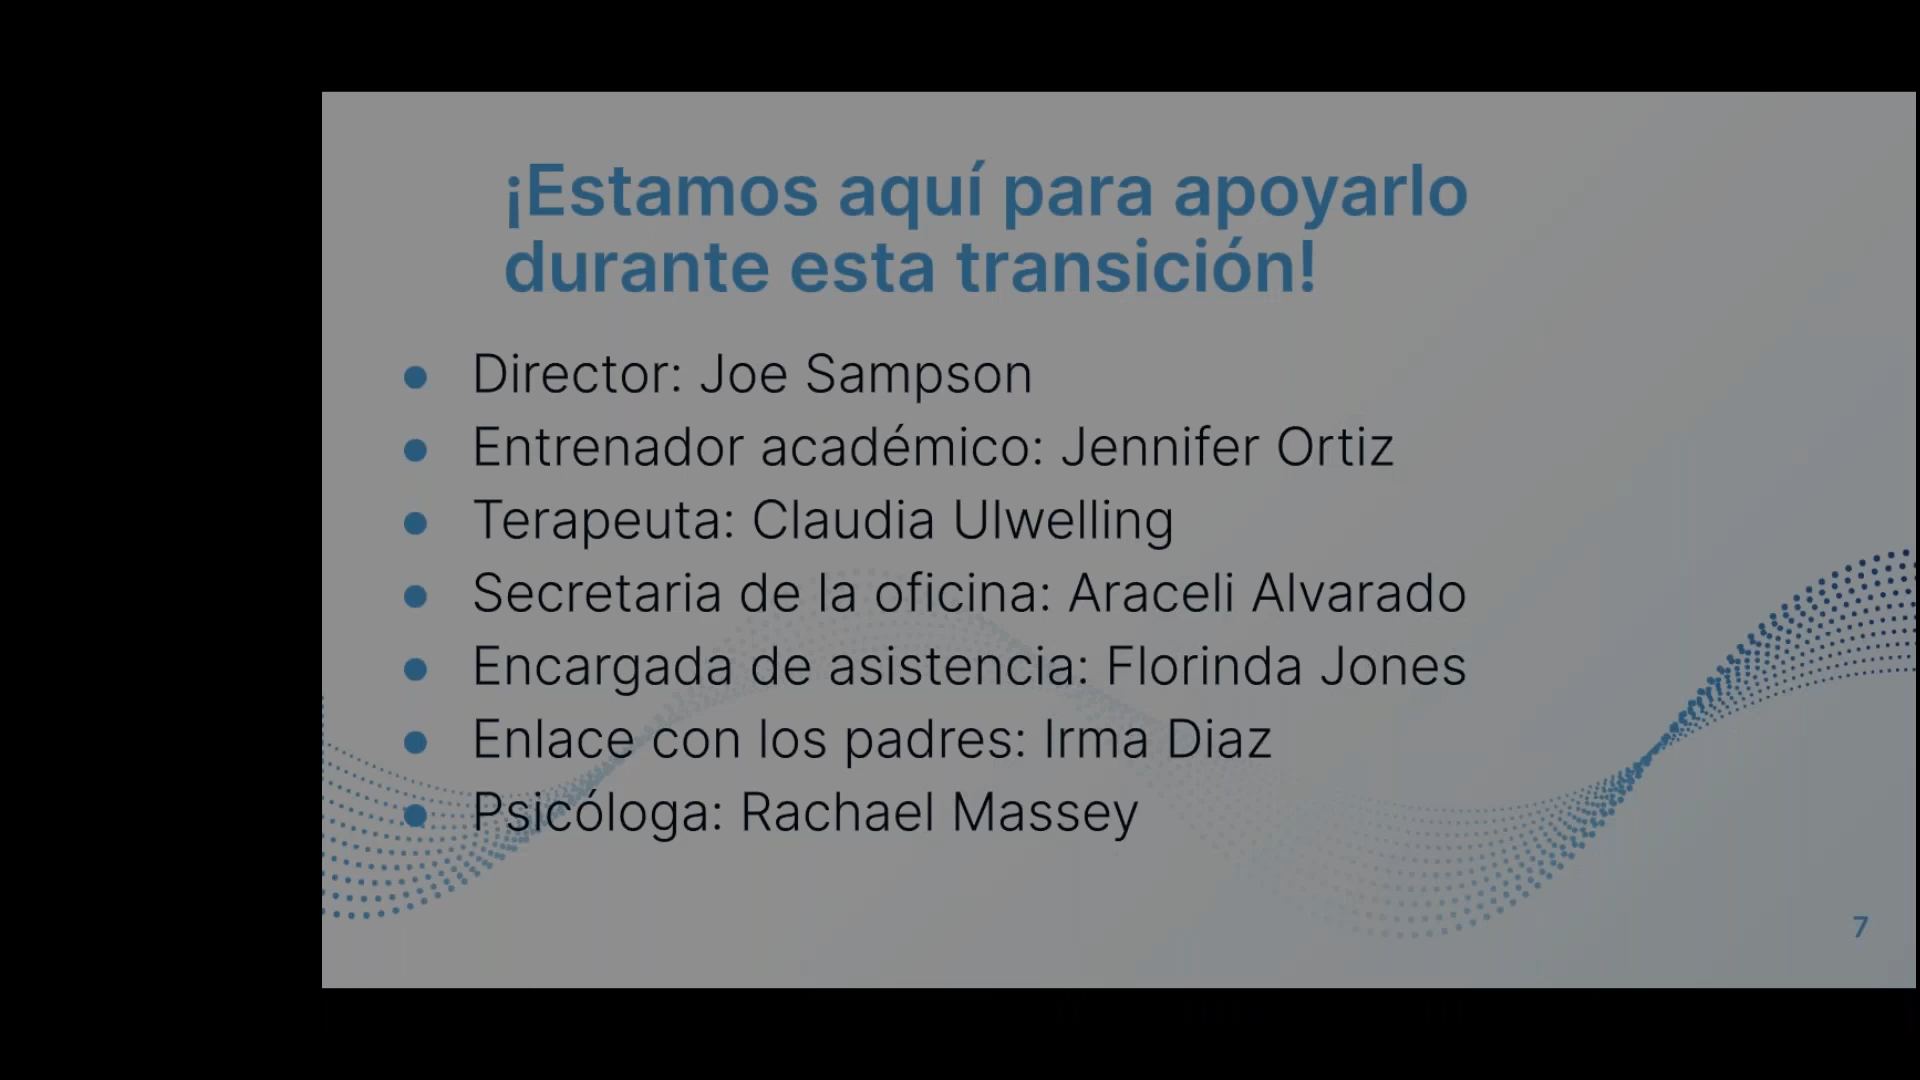 ¡Estamos aquí para apoyarlo
durante esta transición!
● Director: Joe Sampson
● Entrenador académico: Jennifer Ortiz
● Terapeuta: Claudia Ulwelling
● Secretaria de la oficina: Araceli Alvarado
● Encargada de asistencia: Florinda Jones
● Enlace con los padres: Irma Diaz
● Psicóloga: Rachael Massey
7